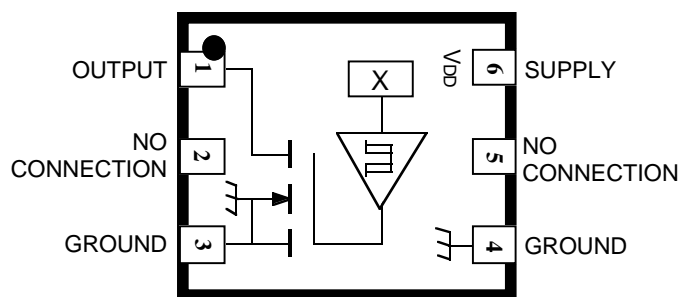 OUTPUT
1
X
VDD
6
SUPPLY
NO
CONNECTION
2
5
NO
CONNECTION
GROUND
3
4
GROUND